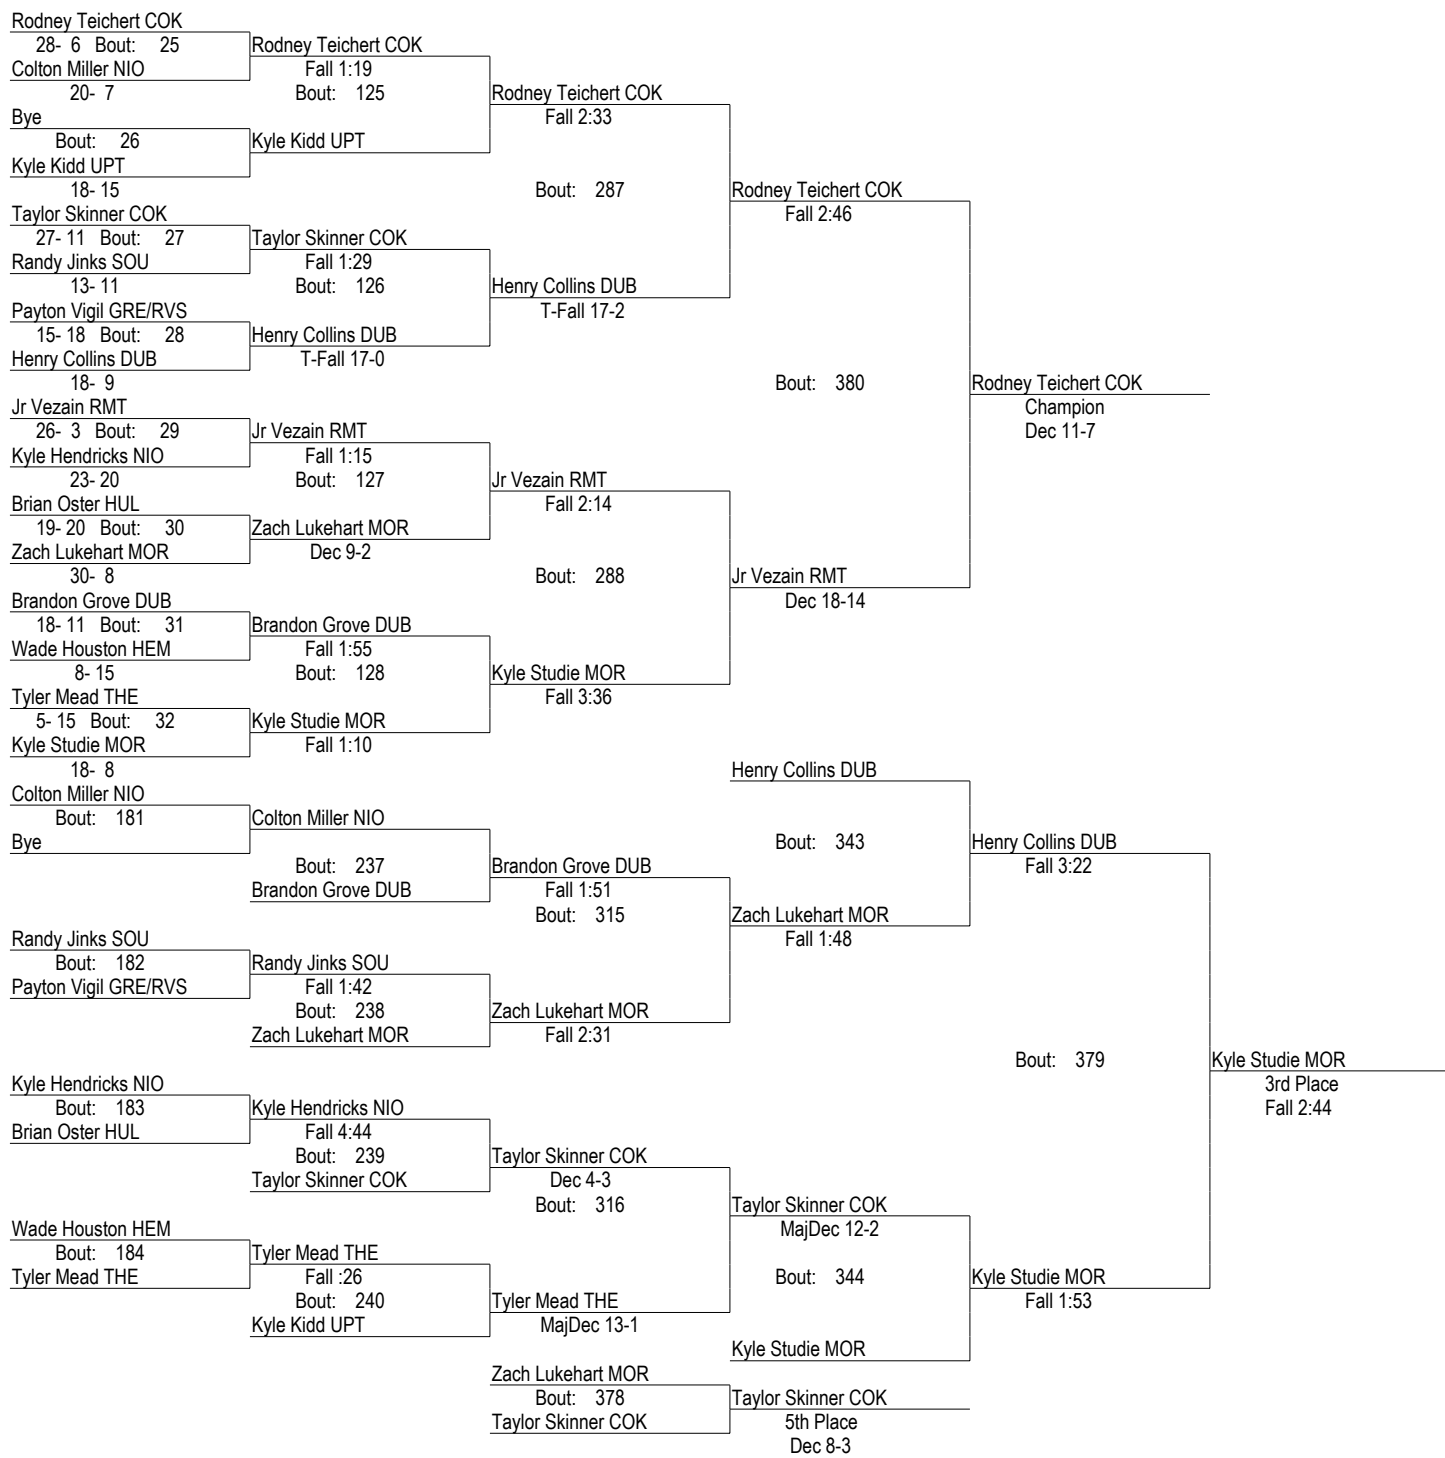 Rodney Teichert COK
28- 6 Bout: 25 Rodney Teichert COK
Colton Miller NIO Fall 1:19
20- 7 Bout: 125 Rodney Teichert COK
Bye Fall 2:33
Bout: 26 Kyle Kidd UPT
Kyle Kidd UPT
18- 15 Bout: 287 Rodney Teichert COK
Taylor Skinner COK Fall 2:46
27- 11 Bout: 27 Taylor Skinner COK
Randy Jinks SOU Fall 1:29
13- 11 Bout: 126 Henry Collins DUB
Payton Vigil GRE/RVS T-Fall 17-2
15- 18 Bout: 28 Henry Collins DUB
Henry Collins DUB T-Fall 17-0
18- 9 Bout: 380 Rodney Teichert COK
Jr Vezain RMT Champion
26- 3 Bout: 29 Jr Vezain RMT Dec 11-7
Kyle Hendricks NIO Fall 1:15
23- 20 Bout: 127 Jr Vezain RMT
Brian Oster HUL Fall 2:14
19- 20 Bout: 30 Zach Lukehart MOR
Zach Lukehart MOR Dec 9-2
30- 8 Bout: 288 Jr Vezain RMT
Brandon Grove DUB Dec 18-14
18- 11 Bout: 31 Brandon Grove DUB
Wade Houston HEM Fall 1:55
8- 15 Bout: 128 Kyle Studie MOR
Tyler Mead THE Fall 3:36
5- 15 Bout: 32 Kyle Studie MOR
Kyle Studie MOR Fall 1:10
18- 8 Henry Collins DUB
Colton Miller NIO
Bout: 181 Colton Miller NIO
Bye Bout: 343 Henry Collins DUB
Bout: 237 Brandon Grove DUB Fall 3:22
Brandon Grove DUB Fall 1:51
Bout: 315 Zach Lukehart MOR
Randy Jinks SOU Fall 1:48
Bout: 182 Randy Jinks SOU
Payton Vigil GRE/RVS Fall 1:42
Bout: 238 Zach Lukehart MOR
Zach Lukehart MOR Fall 2:31
Bout: 379 Kyle Studie MOR
Kyle Hendricks NIO 3rd Place
Bout: 183 Kyle Hendricks NIO Fall 2:44
Brian Oster HUL Fall 4:44
Bout: 239 Taylor Skinner COK
Taylor Skinner COK Dec 4-3
Bout: 316 Taylor Skinner COK
Wade Houston HEM MajDec 12-2
Bout: 184 Tyler Mead THE
Tyler Mead THE Fall :26 Bout: 344 Kyle Studie MOR
Bout: 240 Tyler Mead THE Fall 1:53
Kyle Kidd UPT MajDec 13-1
Kyle Studie MOR
Zach Lukehart MOR
Bout: 378 Taylor Skinner COK
Taylor Skinner COK 5th Place
Dec 8-3